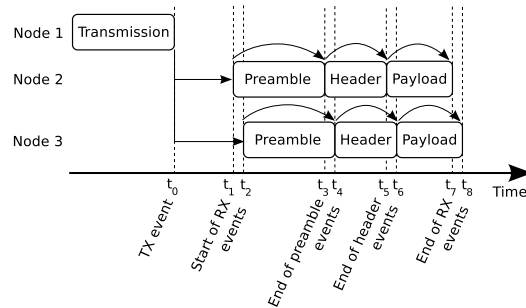 Node 1
Transmission
Node 2
Preamble
Header
Payload
Node 3
Preamble
Header
Payload
t0
t1
t2
t3
t4
t5
t6
t7
t8
Time
TX event
Start of RX
events
End of preamble
events
End of header
events
End of RX
events